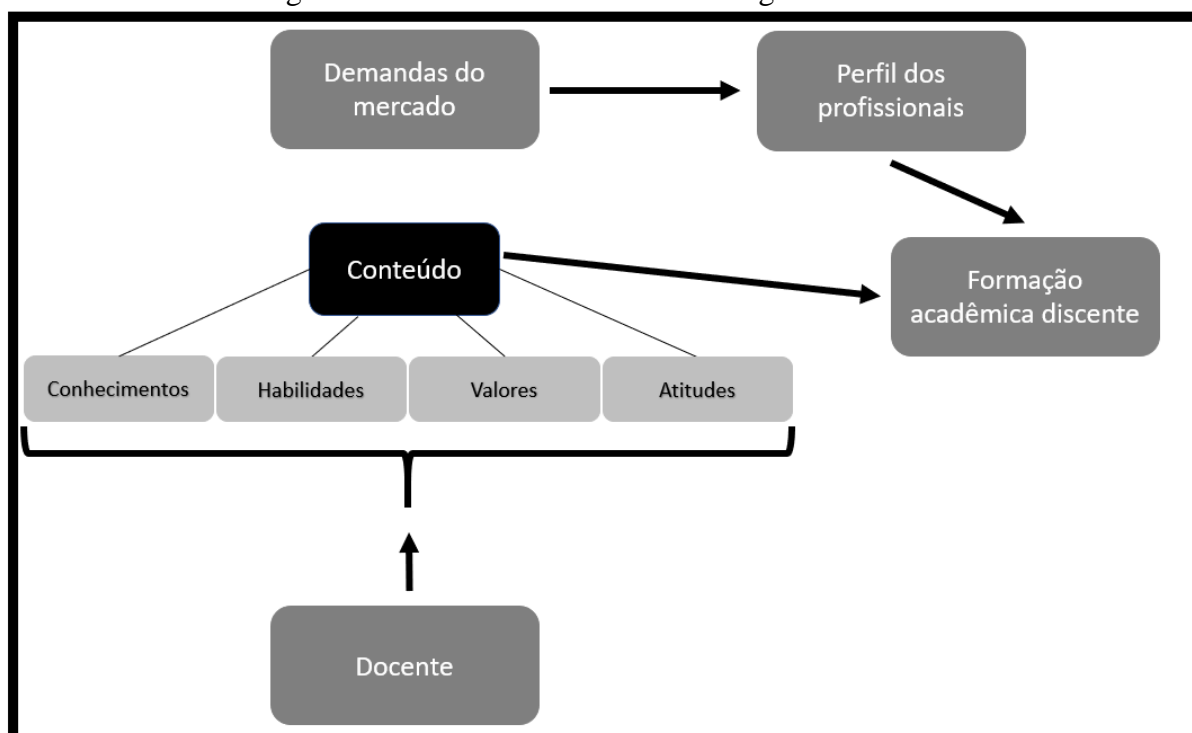 Demandas do
mercado
Perfil dos
profissionais
Conteúdo
Formação
acadêmica discente
Conhecimentos
Habilidades
Valores
Atitudes
Docente